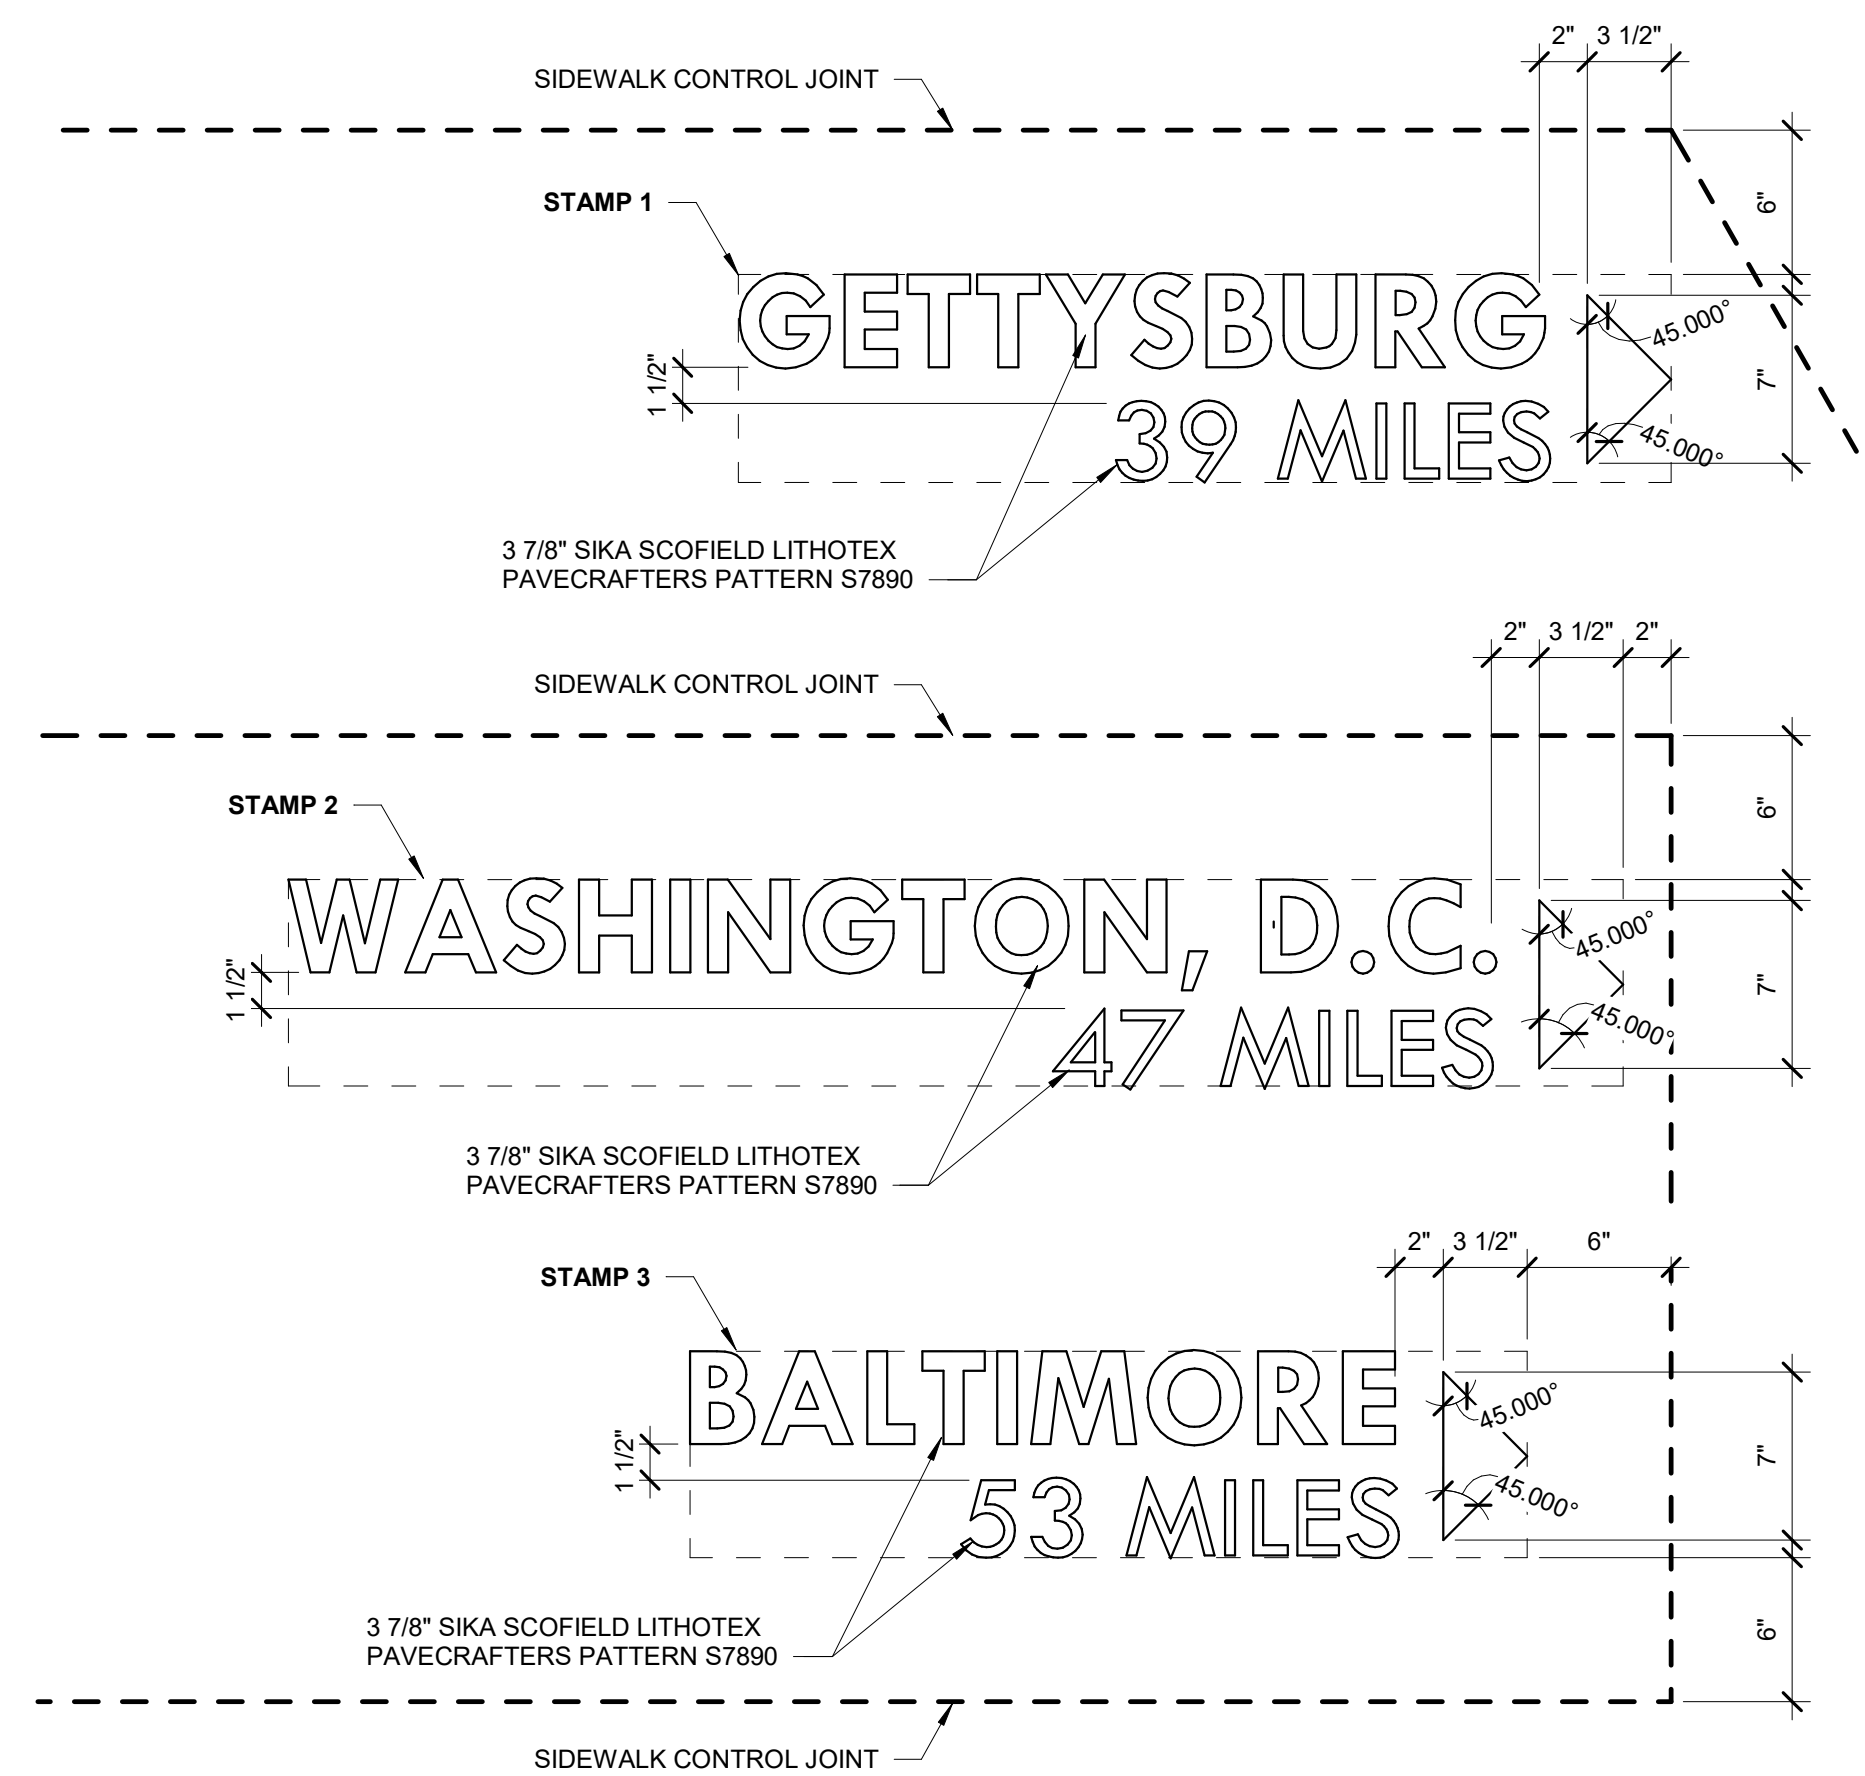 2" 3 1/2"
SIDEWALK CONTROL JOINT
6"
STAMP 1
GETTYSBURG
45.000°
1 1/2"
7"
39 MILES
45.000°
3 7/8" SIKA SCOFIELD LITHOTEX
PAVECRAFTERS PATTERN S7890
2" 3 1/2" 2"
SIDEWALK CONTROL JOINT
6"
STAMP 2
WASHINGTON, D.C.
45.000°
1 1/2"
7"
47 MILES
45.000°
3 7/8" SIKA SCOFIELD LITHOTEX
PAVECRAFTERS PATTERN S7890
2" 3 1/2" 6"
STAMP 3
BALTIMORE
45.000°
1 1/2"
7"
53 MILES
45.000°
3 7/8" SIKA SCOFIELD LITHOTEX
PAVECRAFTERS PATTERN S7890
6"
SIDEWALK CONTROL JOINT